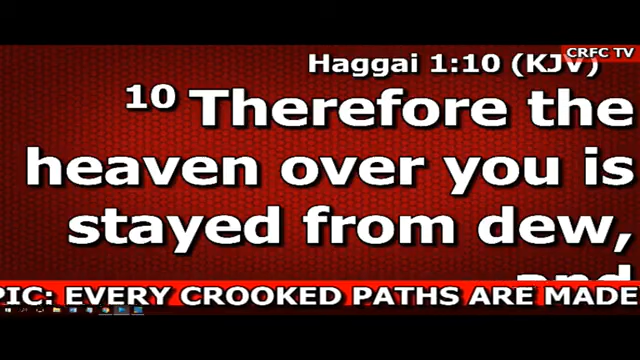 CRFC TV
Haggai 1:10 (KJV)
10 Therefore the
heaven over you is
stayed from dew,
and
PIC: EVERY CROOKED PATHS ARE MADE